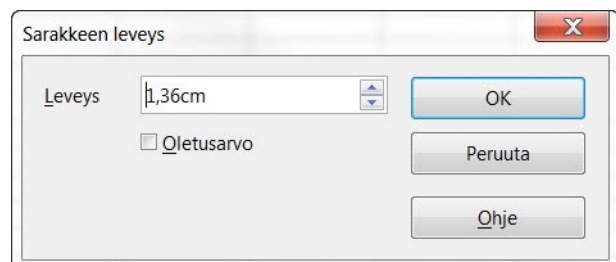 Sarakkeen leveys
Leveys 1,36cm OK
Oletusarvo
Peruuta
Ohje